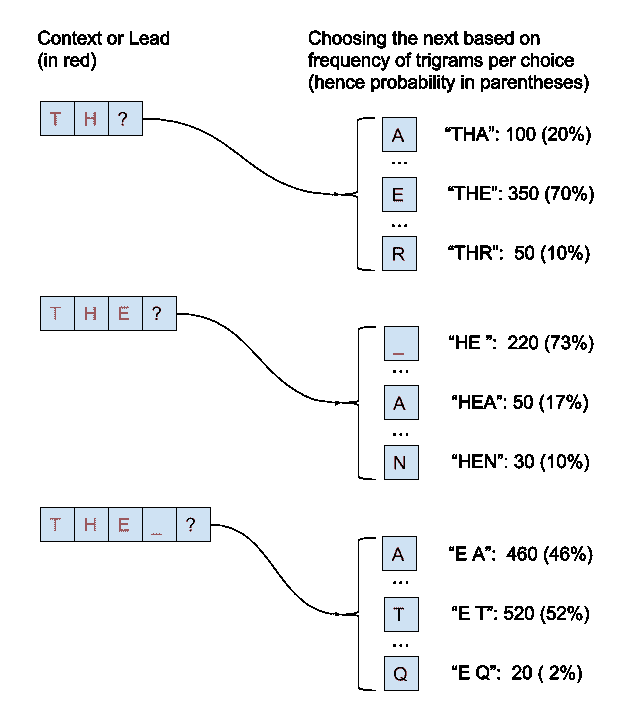 Context or Lead
(in red)
Choosing the next based on
frequency of trigrams per choice
(hence probability in parentheses)
T H ?
A “THA”: 100 (20%)
...
E “THE”: 350 (70%)
...
R “THR”: 50 (10%)
T H E ?
_ “HE ”: 220 (73%)
...
A “HEA”: 50 (17%)
...
N “HEN”: 30 (10%)
T H E _ ?
A “E A”: 460 (46%)
...
T “E T”: 520 (52%)
...
Q “E Q”: 20 ( 2%)